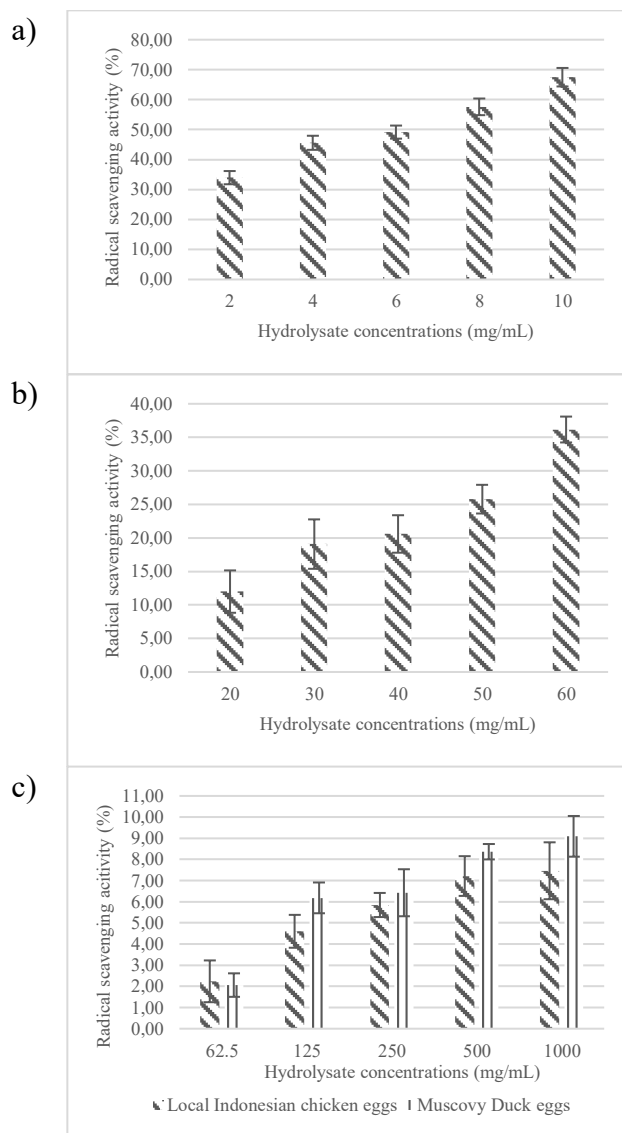 a)
Radical scavenging activity (%)
80,00
70,00
60,00
50,00
40,00
30,00
20,00
10,00
0,00
2 4 6 8 10
Hydrolysate concentrations (mg/mL)
b)
Radical scavenging activity (%)
40,00
35,00
30,00
25,00
20,00
15,00
10,00
5,00
0,00
20 30 40 50 60
Hydrolysate concentrations (mg/mL)
c)
Radical scavenging acitivity (%)
11,00
10,00
9,00
8,00
7,00
6,00
5,00
4,00
3,00
2,00
1,00
0,00
62.5 125 250 500 1000
Hydrolysate concentrations (mg/mL)
Local Indonesian chicken eggs Muscovy Duck eggs